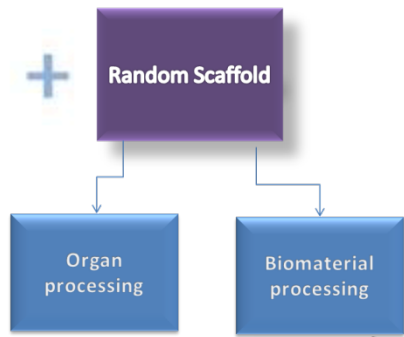 Random Scaffold
Organ
processing
Biomaterial
processing